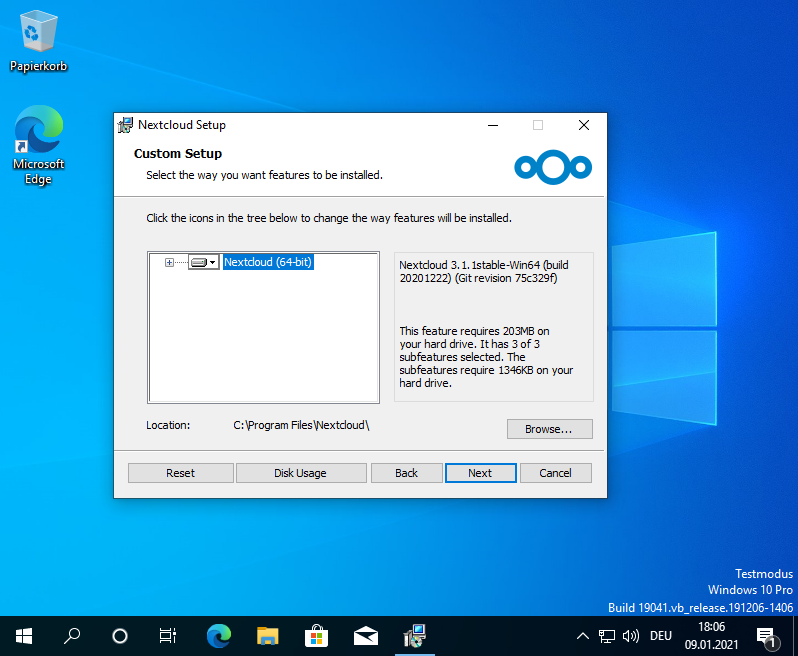 Papierkorb
Microsoft
Edge
Nextcloud Setup
Custom Setup
Select the way you want features to be installed.
Click the icons in the tree below to change the way features will be installed.
Nextcloud (64-bit)
Nextcloud 3.1.1stable-Win64 (build
20201222) (Git revision 75c329f)
This feature requires 203MB on
your hard drive. It has 3 of 3
subfeatures selected. The
subfeatures require 1346KB on your
hard drive.
Location:
C:\Program Files\Nextcloud\
Browse...
Reset
Disk Usage
Back
Next
Cancel
Testmodus
Windows 10 Pro
Build 19041.vb_release.191206-1406
DEU
18:06
09.01.2021
1